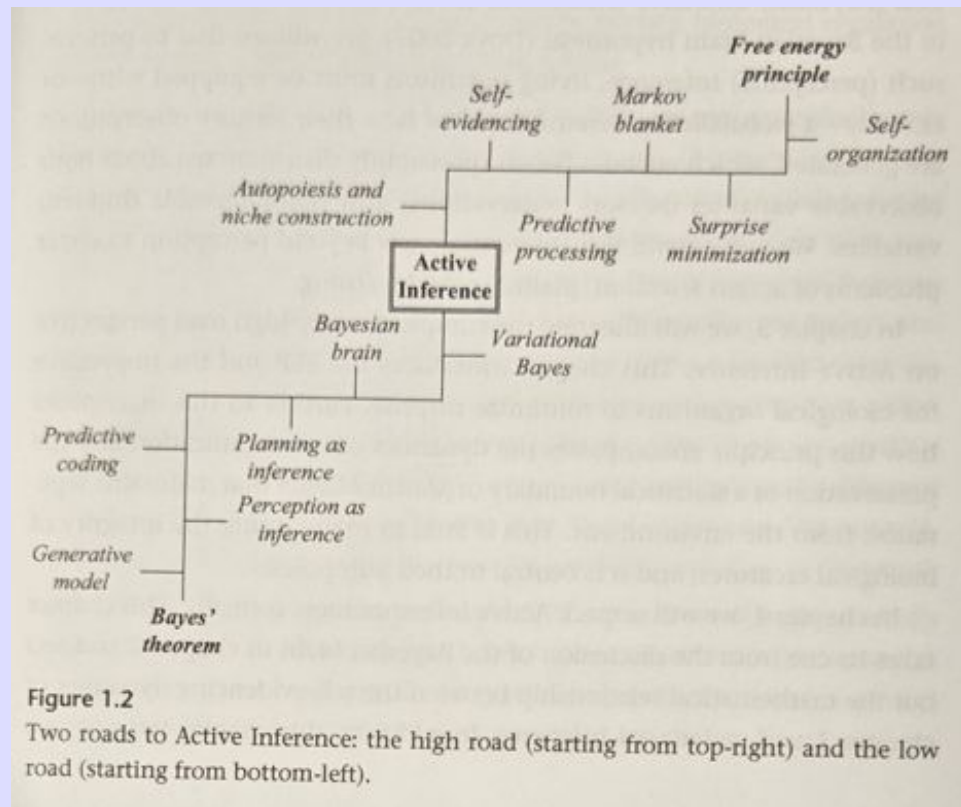 Free energy
principle
Self-
evidencing
Markov
blanket
Self-
organization
Autopoiesis and
niche construction
Predictive
processing
Surprise
minimization
Active
Inference
Bayesian
brain
Variational
Bayes
Predictive
coding
Planning as
inference
Perception as
inference
Generative
model
Bayes'
theorem
Figure 1.2
Two roads to Active Inference: the high road (starting from top-right) and the low
road (starting from bottom-left).